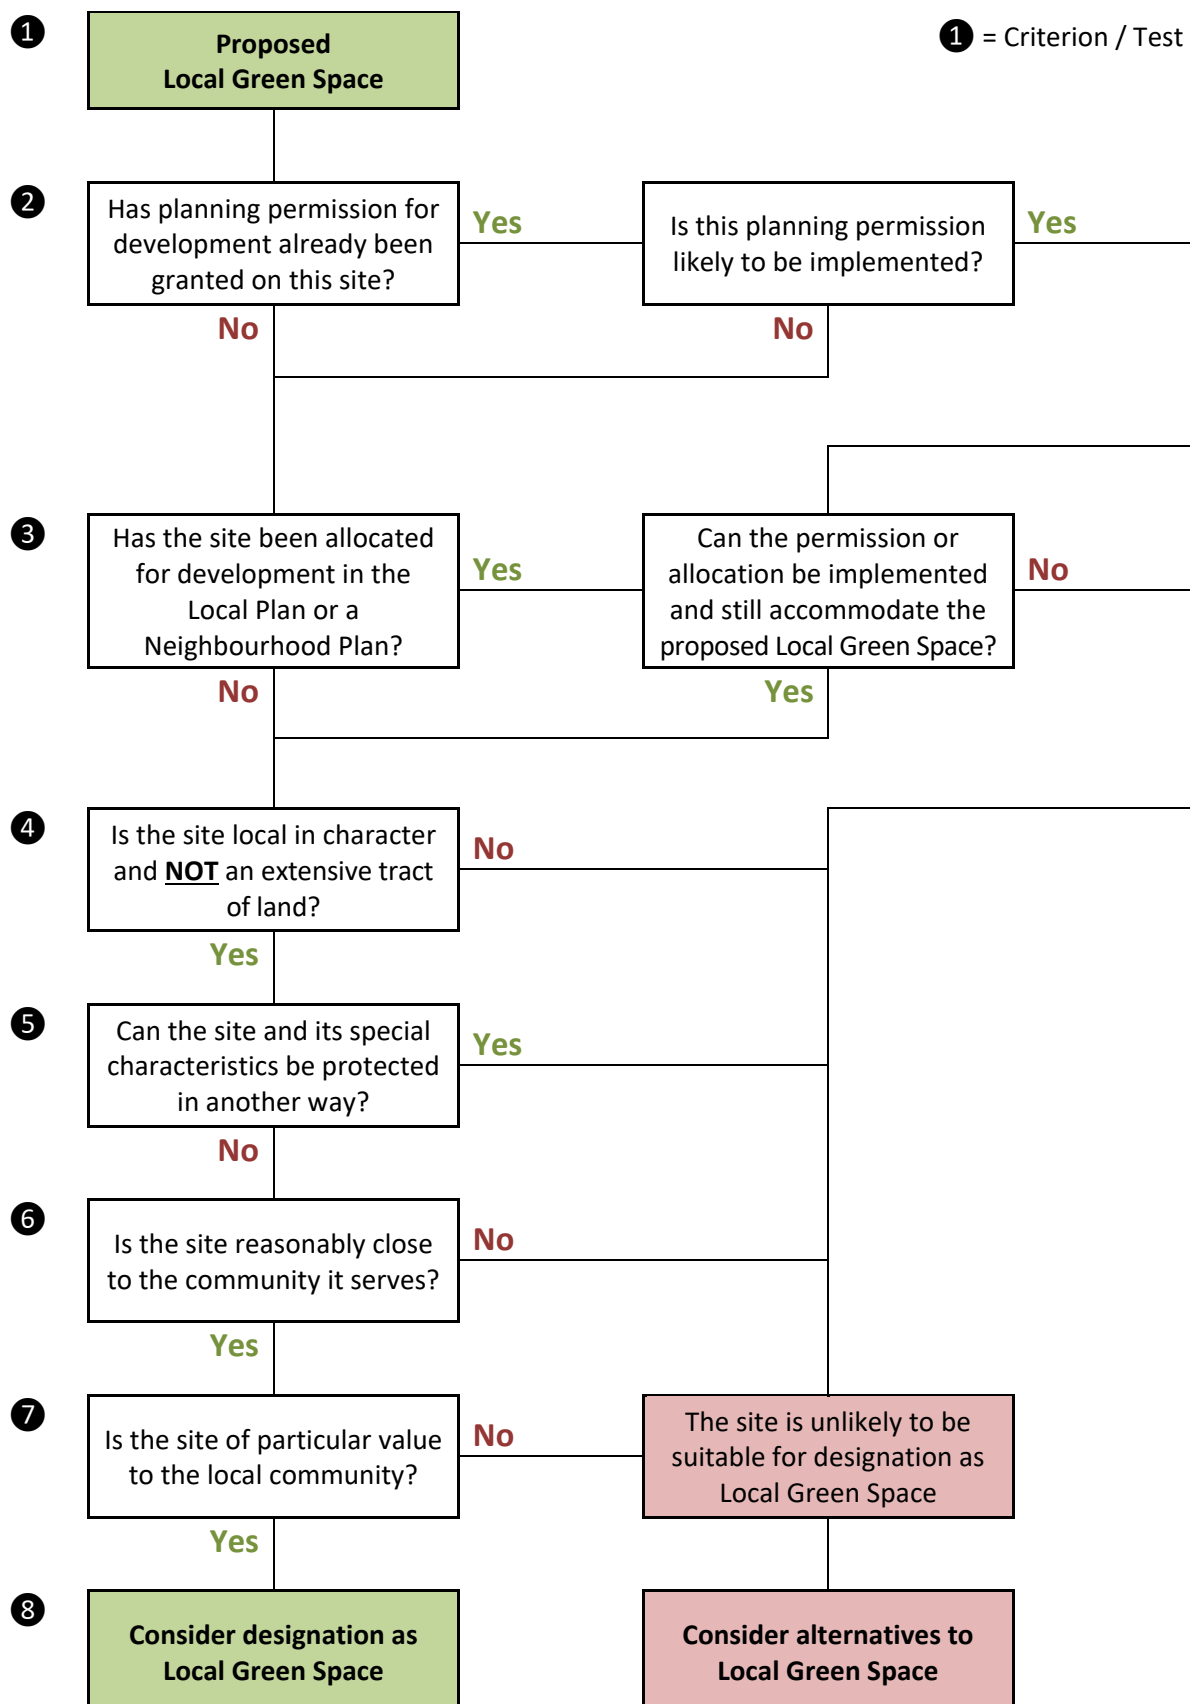 ❶
Proposed
Local Green Space
❶ = Criterion / Test
❷
Has planning permission for
development already been
granted on this site?
Yes
Is this planning permission
likely to be implemented?
Yes
No
No
❸
Has the site been allocated
for development in the
Local Plan or a
Neighbourhood Plan?
Yes
Can the permission or
allocation be implemented
and still accommodate the
proposed Local Green Space?
No
No
Yes
❹
Is the site local in character
and NOT an extensive tract
of land?
No
Yes
❺
Can the site and its special
characteristics be protected
in another way?
Yes
No
❻
Is the site reasonably close
to the community it serves?
No
Yes
❼
Is the site of particular value
to the local community?
No
The site is unlikely to be
suitable for designation as
Local Green Space
Yes
❽
Consider designation as
Local Green Space
Consider alternatives to
Local Green Space